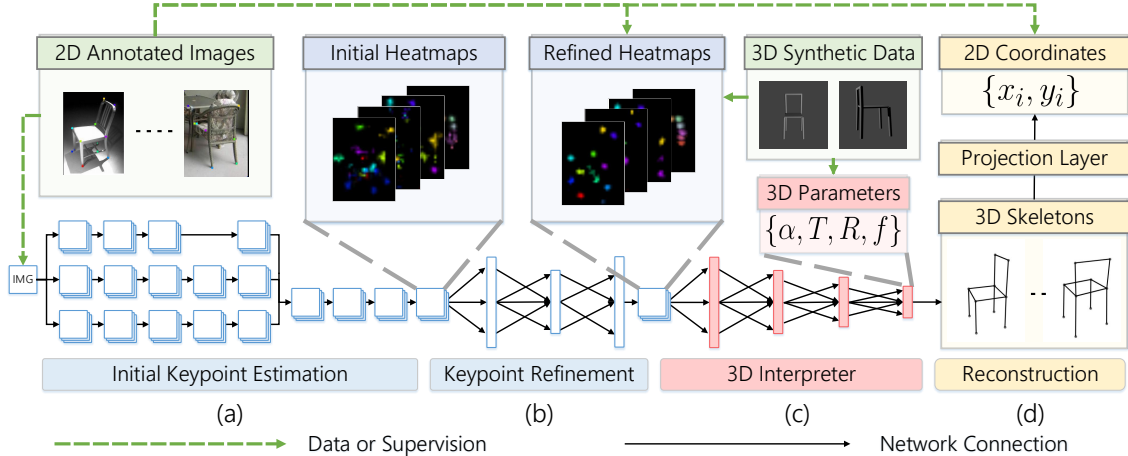 2D Annotated Images
Initial Heatmaps
Refined Heatmaps
3D Synthetic Data
2D Coordinates
{x_i, y_i}
Projection Layer
3D Parameters
{α, T, R, f}
3D Skeletons
IMG
Initial Keypoint Estimation
Keypoint Refinement
3D Interpreter
Reconstruction
(a)
(b)
(c)
(d)
Data or Supervision
Network Connection